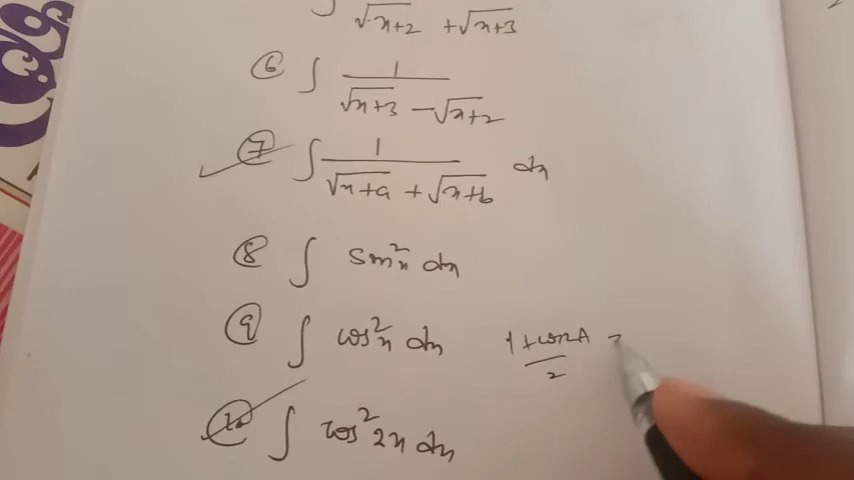 ∫ 1/(√x+2 + √x+3)
⑥ ∫ 1/(√x+3 − √x+2)
⑦ ∫ 1/(√x+a + √x+b) dx
⑧ ∫ sin²x dx
⑨ ∫ cos²x dx (1+cos2A)/2 =
⑩ ∫ cos²2x dx